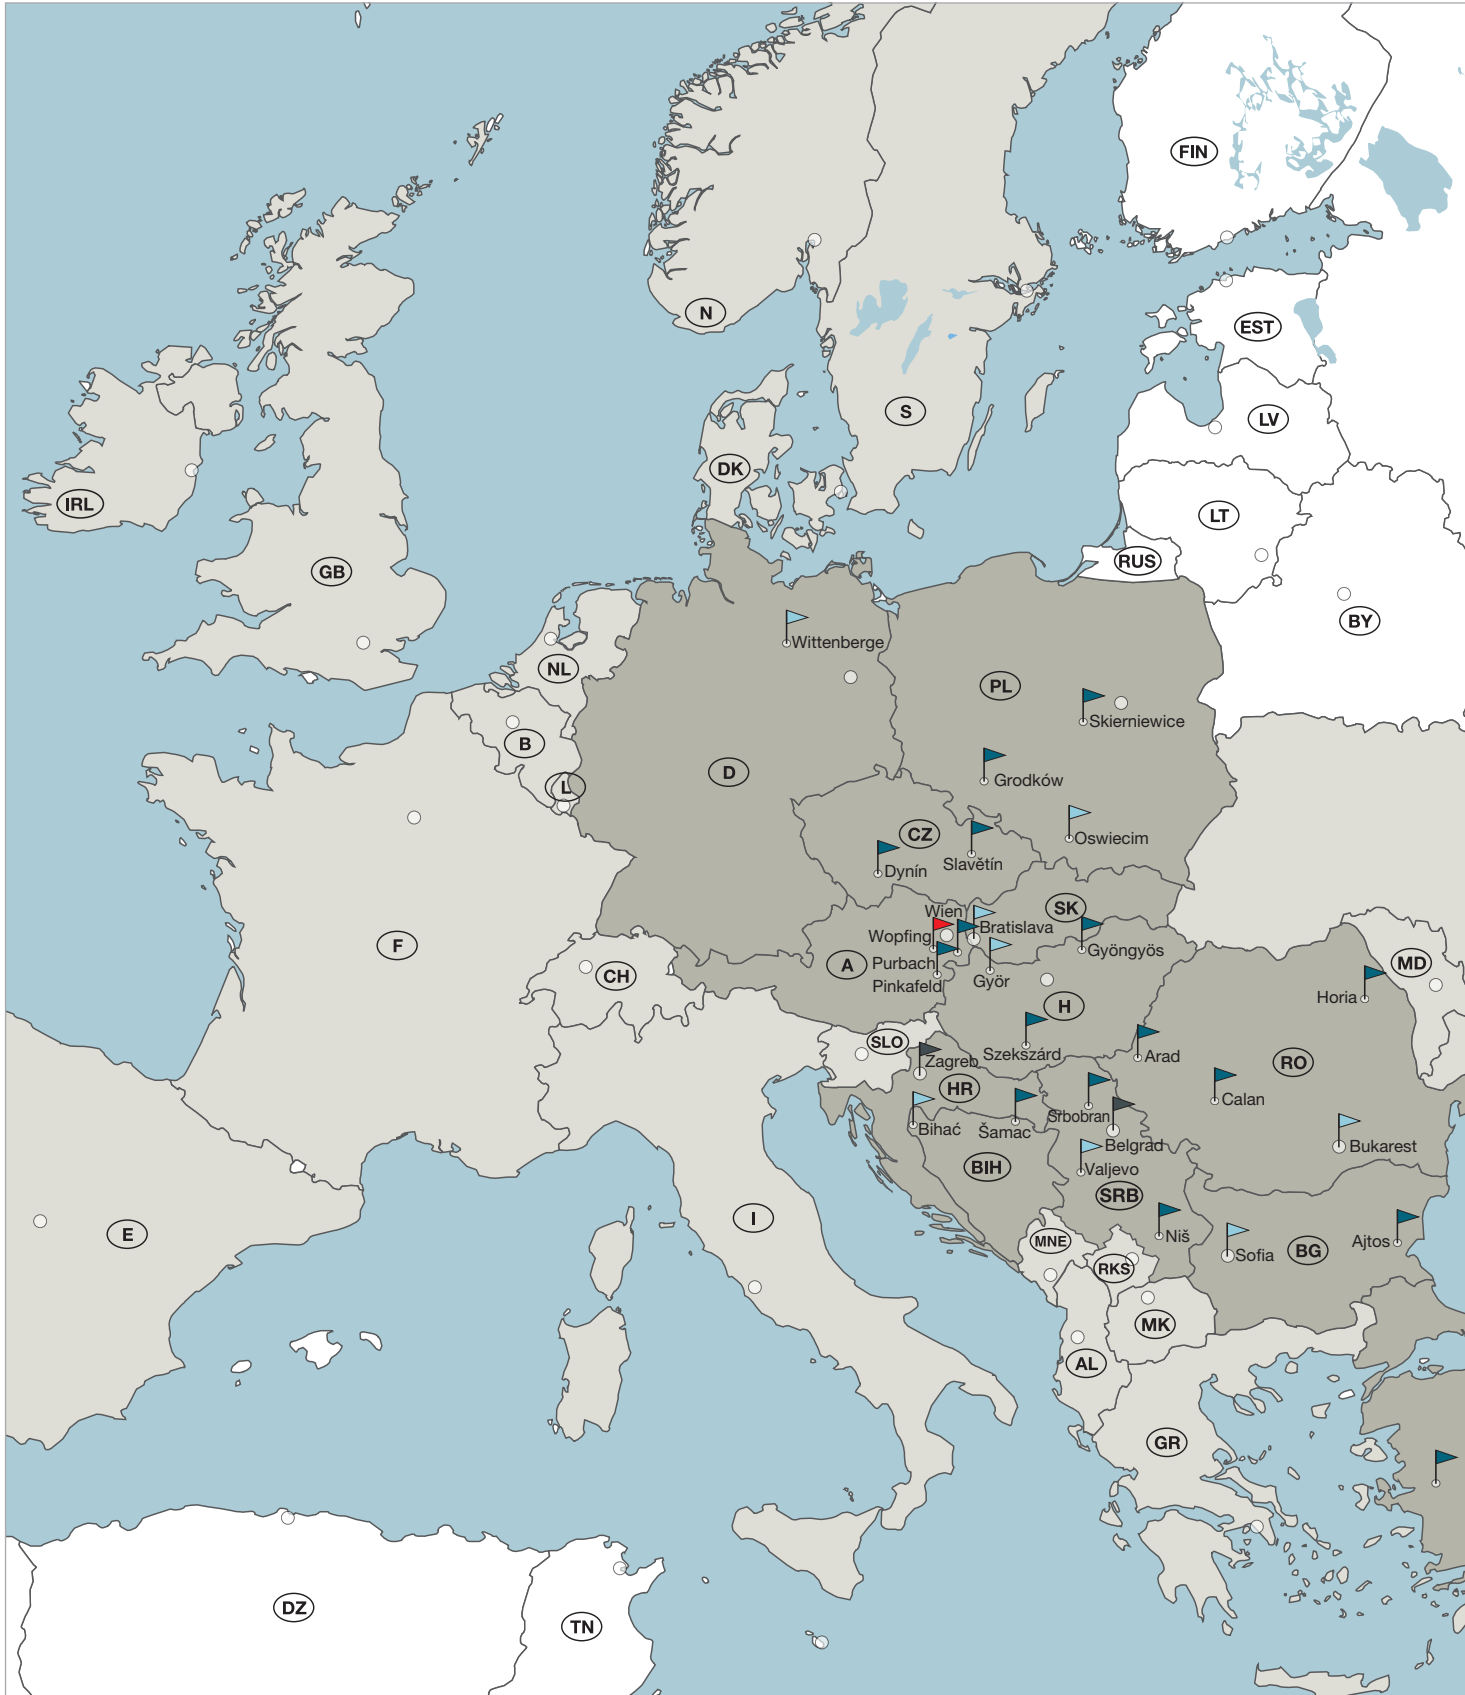 FIN
N
EST
S
LV
DK
IRL
LT
RUS
GB
BY
Wittenberge
NL
PL
Skierniewice
B
D
L
Grodków
CZ
Oswiecim
Slavětín
Dynín
SK
Wien
Bratislava
Wopfing
F
Gyöngyös
A
Purbach
MD
CH
Györ
Pinkafeld
Horia
H
SLO
Szekszárd
Arad
Zagreb
RO
HR
Calan
Srbobran
Bihać
Šamac
Belgrad
Bukarest
BIH
Valjevo
SRB
I
E
Niš
MNE
Ajtos
BG
Sofia
RKS
MK
AL
GR
DZ
TN